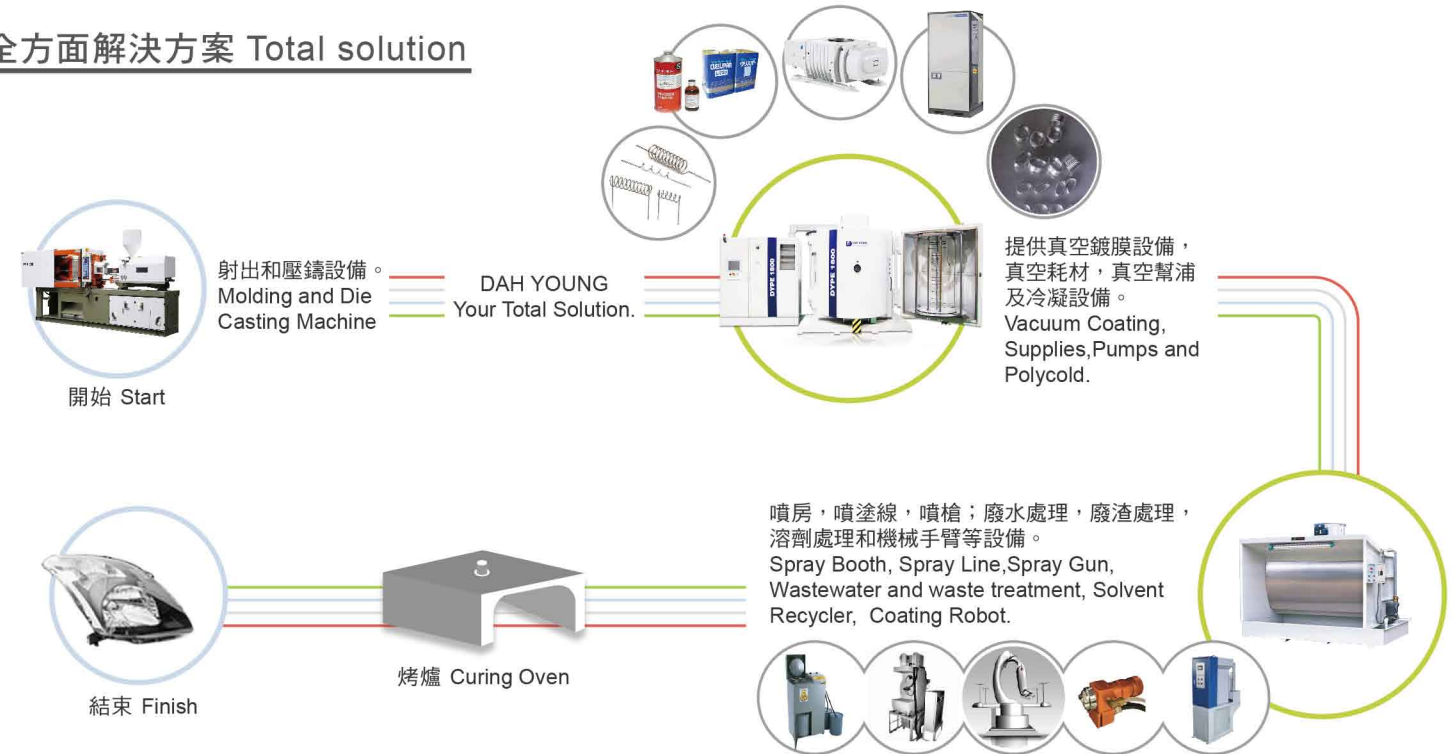 全方面解決方案 Total solution
射出和壓鑄設備。
Molding and Die
Casting Machine
開始 Start
DAH YOUNG
Your Total Solution.
DYPE 1800
DYPE 1800
提供真空鍍膜設備，
真空耗材，真空幫浦
及冷凝設備。
Vacuum Coating,
Supplies,Pumps and
Polycold.
噴房，噴塗線，噴槍；廢水處理，廢渣處理，
溶劑處理和機械手臂等設備。
Spray Booth, Spray Line,Spray Gun,
Wastewater and waste treatment, Solvent
Recycler, Coating Robot.
烤爐 Curing Oven
結束 Finish